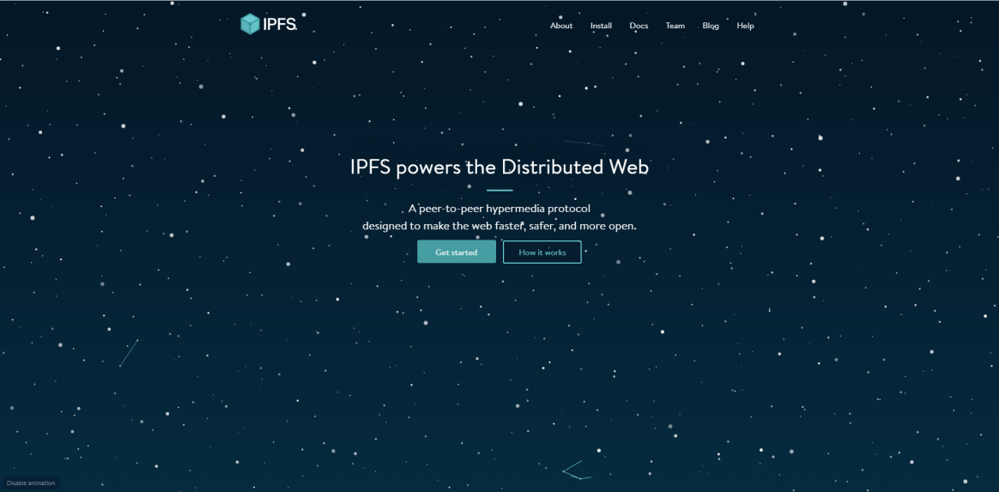 IPFS
About Install Docs Team Blog Help
IPFS powers the Distributed Web
A peer-to-peer hypermedia protocol
designed to make the web faster, safer, and more open.
Get started How it works
Disable animation